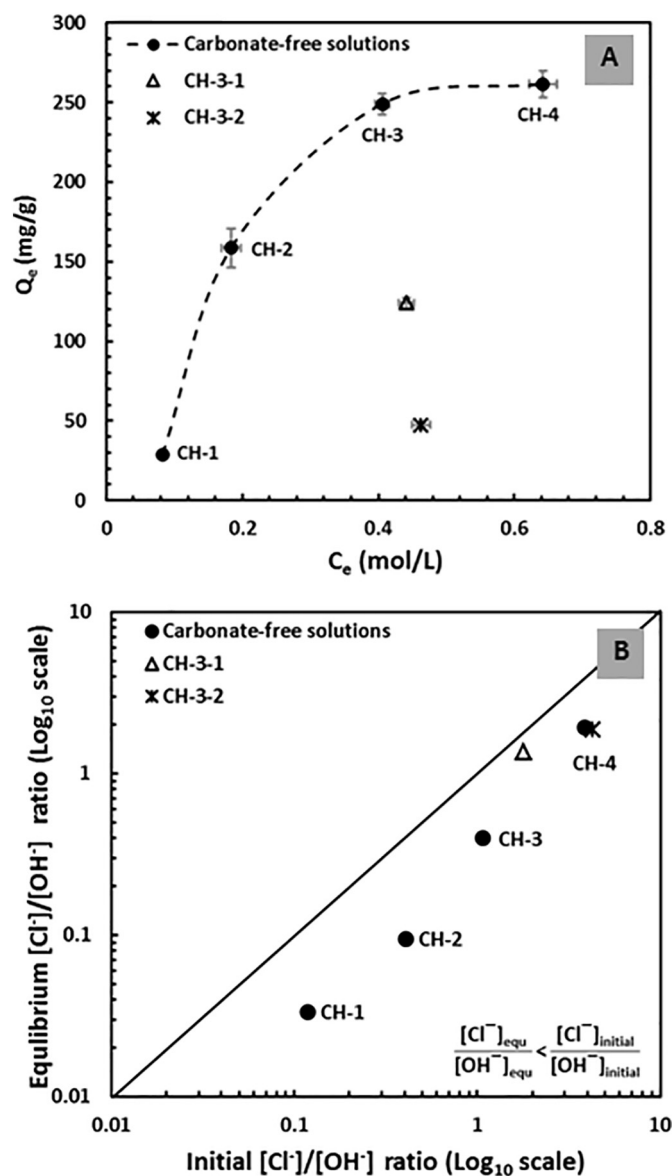 A
Carbonate-free solutions
CH-3-1
CH-3-2
300
250
200
150
100
50
0
Qe (mg/g)
CH-1
CH-2
CH-3
CH-4
0
0.2
0.4
0.6
0.8
Ce (mol/L)
B
Carbonate-free solutions
CH-3-1
CH-3-2
10
1
0.1
0.01
Equlibrium [Cl⁻]/[OH⁻] ratio (Log₁₀ scale)
CH-4
CH-3
CH-2
CH-1
[Cl⁻]equ / [OH⁻]equ < [Cl⁻]initial / [OH⁻]initial
0.01
0.1
1
10
Initial [Cl⁻]/[OH⁻] ratio (Log₁₀ scale)